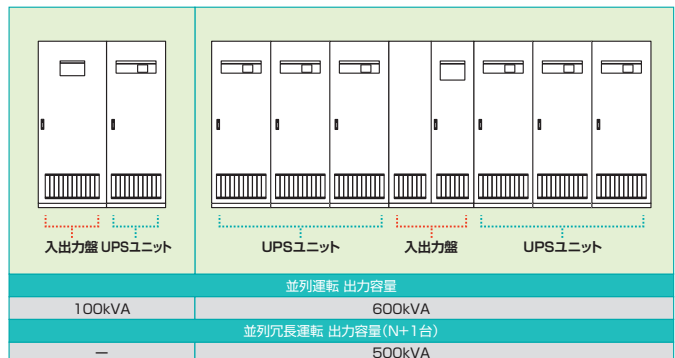 入出力盤 UPSユニット UPSユニット 入出力盤 UPSユニット
並列運転 出力容量
100kVA 600kVA
並列冗長運転 出力容量(N+1台)
― 500kVA